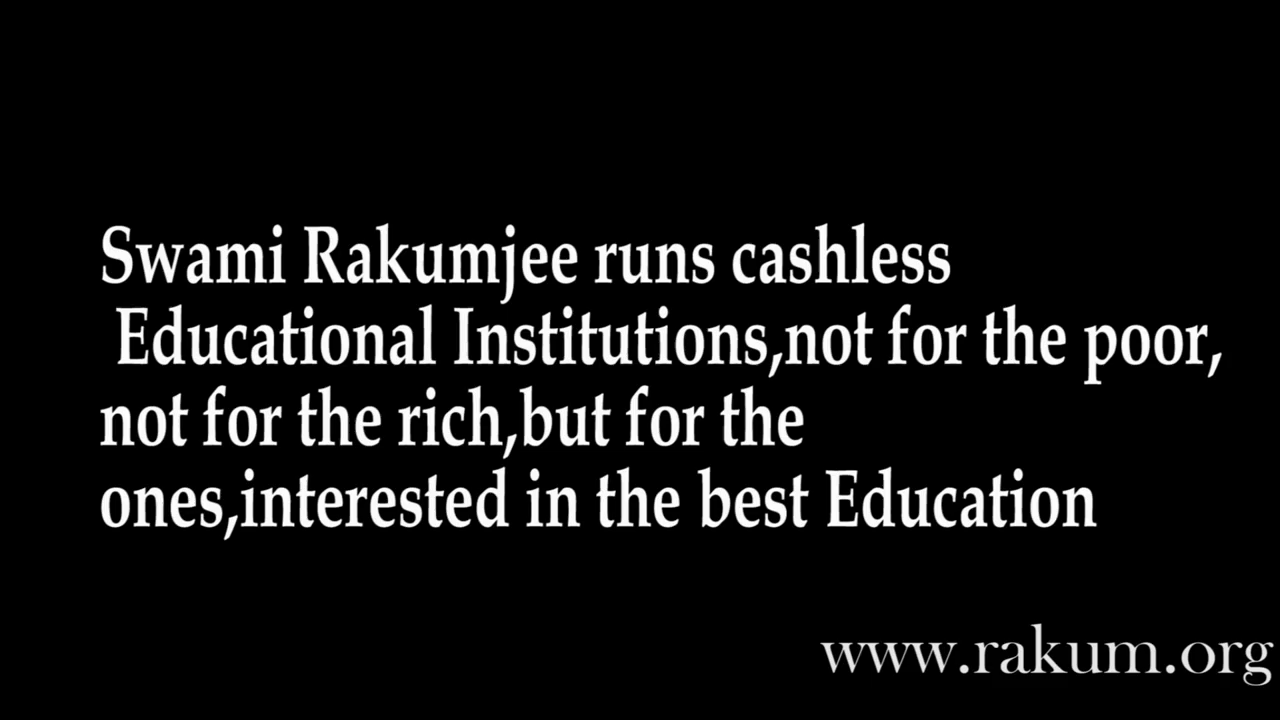 Swami Rakumjee runs cashless
Educational Institutions,not for the poor,
not for the rich,but for the
ones,interested in the best Education
www.rakum.org